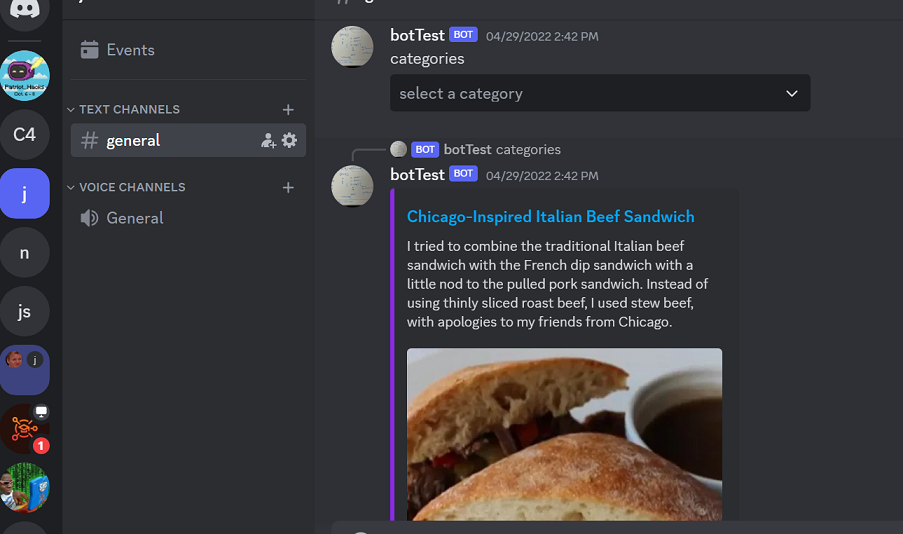 Events
TEXT CHANNELS
general
VOICE CHANNELS
General
Patriot Hacks
C4
j
n
js
j
1
botTest BOT 04/29/2022 2:42 PM
categories
select a category
BOT botTest categories
botTest BOT 04/29/2022 2:42 PM
Chicago-Inspired Italian Beef Sandwich
I tried to combine the traditional Italian beef
sandwich with the French dip sandwich with a
little nod to the pulled pork sandwich. Instead of
using thinly sliced roast beef, I used stew beef,
with apologies to my friends from Chicago.